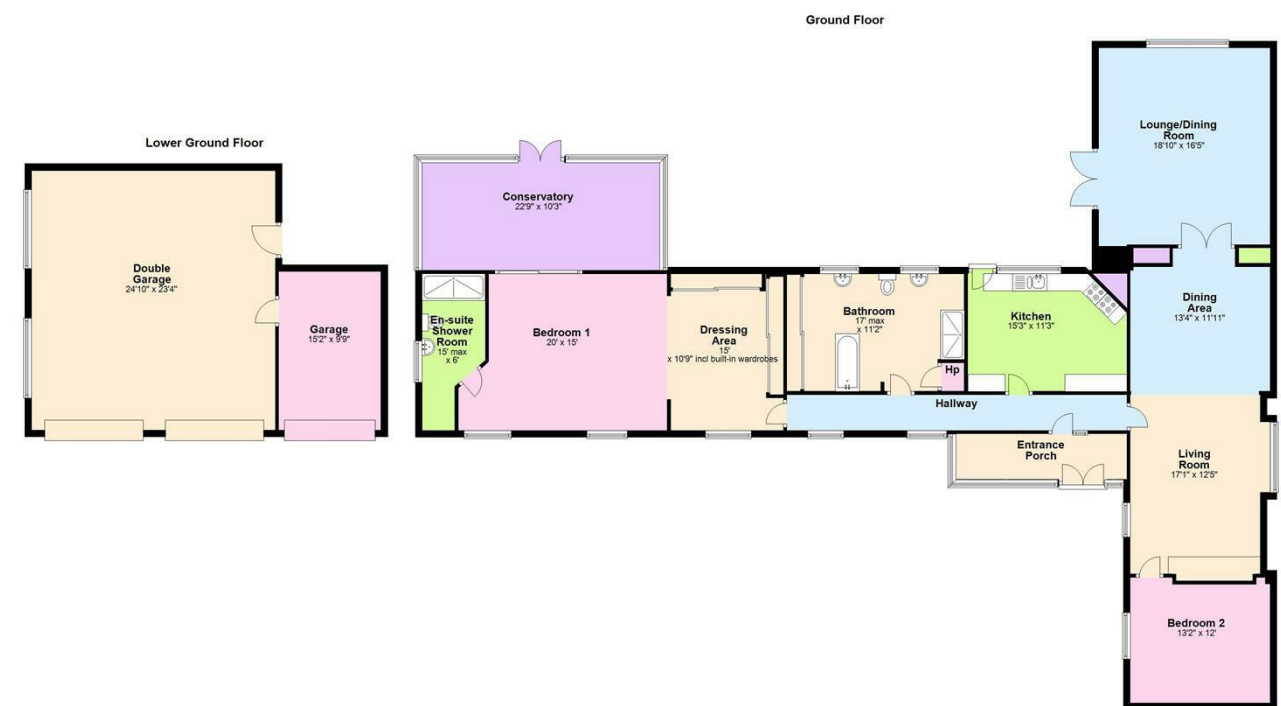 Ground Floor
Lower Ground Floor
Double
Garage
24'10" x 23'4"
Garage
15'2" x 9'9"
Conservatory
22'9" x 10'3"
En-suite
Shower
Room
15' max
x 6'
Bedroom 1
20' x 15'
Dressing
Area
15'
x 10'9" incl built-in wardrobes
Bathroom
17' max
x 11'2"
Hp
Kitchen
15'3" x 11'3"
Lounge/Dining
Room
18'10" x 16'5"
Dining
Area
13'4" x 11'11"
Hallway
Entrance
Porch
Living
Room
17'1" x 12'5"
Bedroom 2
13'2" x 12'